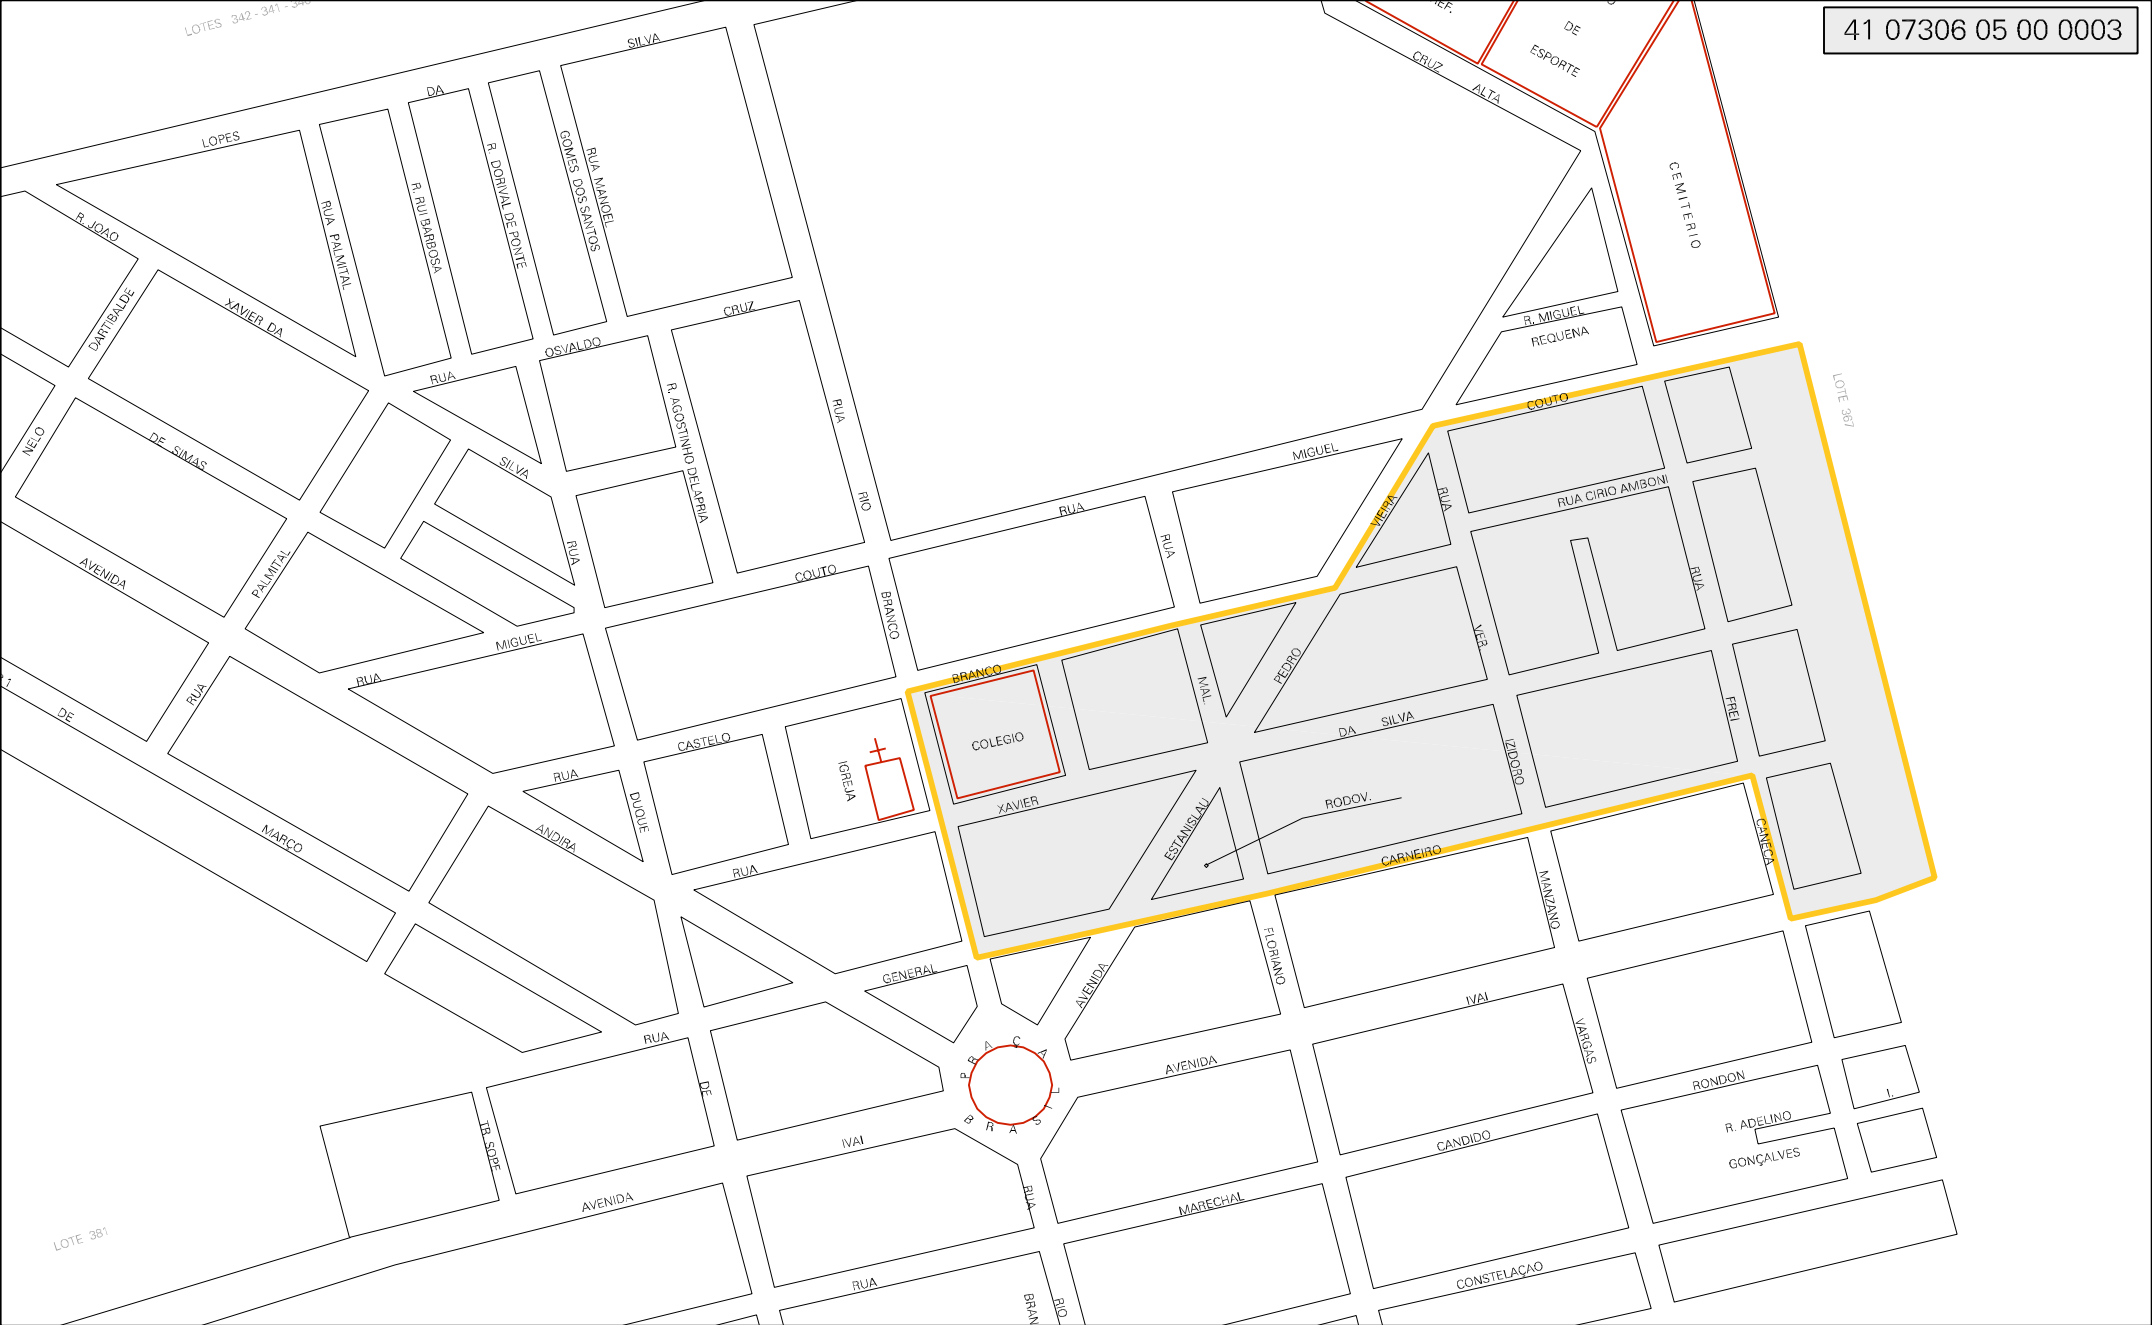 LOTES 342 - 341 - 340
41 07306 05 00 0003
DE
ESPORTE
CRUZ
ALTA
CEMITERIO
SILVA
DA
LOPES
R. JOAO
RUA PALMITAL
R. RUI BARBOSA
R. DORIVAL DE PONTE
GOMES DOS SANTOS
RUA MANOEL
DARTIBALDE
XAVIER DA
CRUZ
OSVALDO
RUA
R. MIGUEL
REQUENA
LOTE 367
NELO
DE SIMAS
SILVA
R. AGOSTINHO DELAPRIA
RUA
RIO
COUTO
MIGUEL
RUA
RUA
VIEIRA
RUA
RUA CIRIO AMBONI
AVENIDA
PALMITAL
RUA
COUTO
BRANCO
RUA
MIGUEL
RUA
RUA
DE
BRANCO
MAL.
PEDRO
VER.
FREI
CASTELO
RUA
IGREJA
COLEGIO
DA SILVA
IZIDORO
DUQUE
XAVIER
RODOV.
ESTANISLAU
MARÇO
ANDIRA
RUA
CARNEIRO
CANECA
MANZANO
GENERAL
AVENIDA
FLORIANO
IVAI
VARGAS
RUA
PRAÇA
BRASIL
AVENIDA
DE
RONDON
R. ADELINO
GONÇALVES
I.
TR. SOPE
IVAI
CANDIDO
AVENIDA
RUA
MARECHAL
LOTE 381
RUA
CONSTELAÇAO
BRAN
RIO